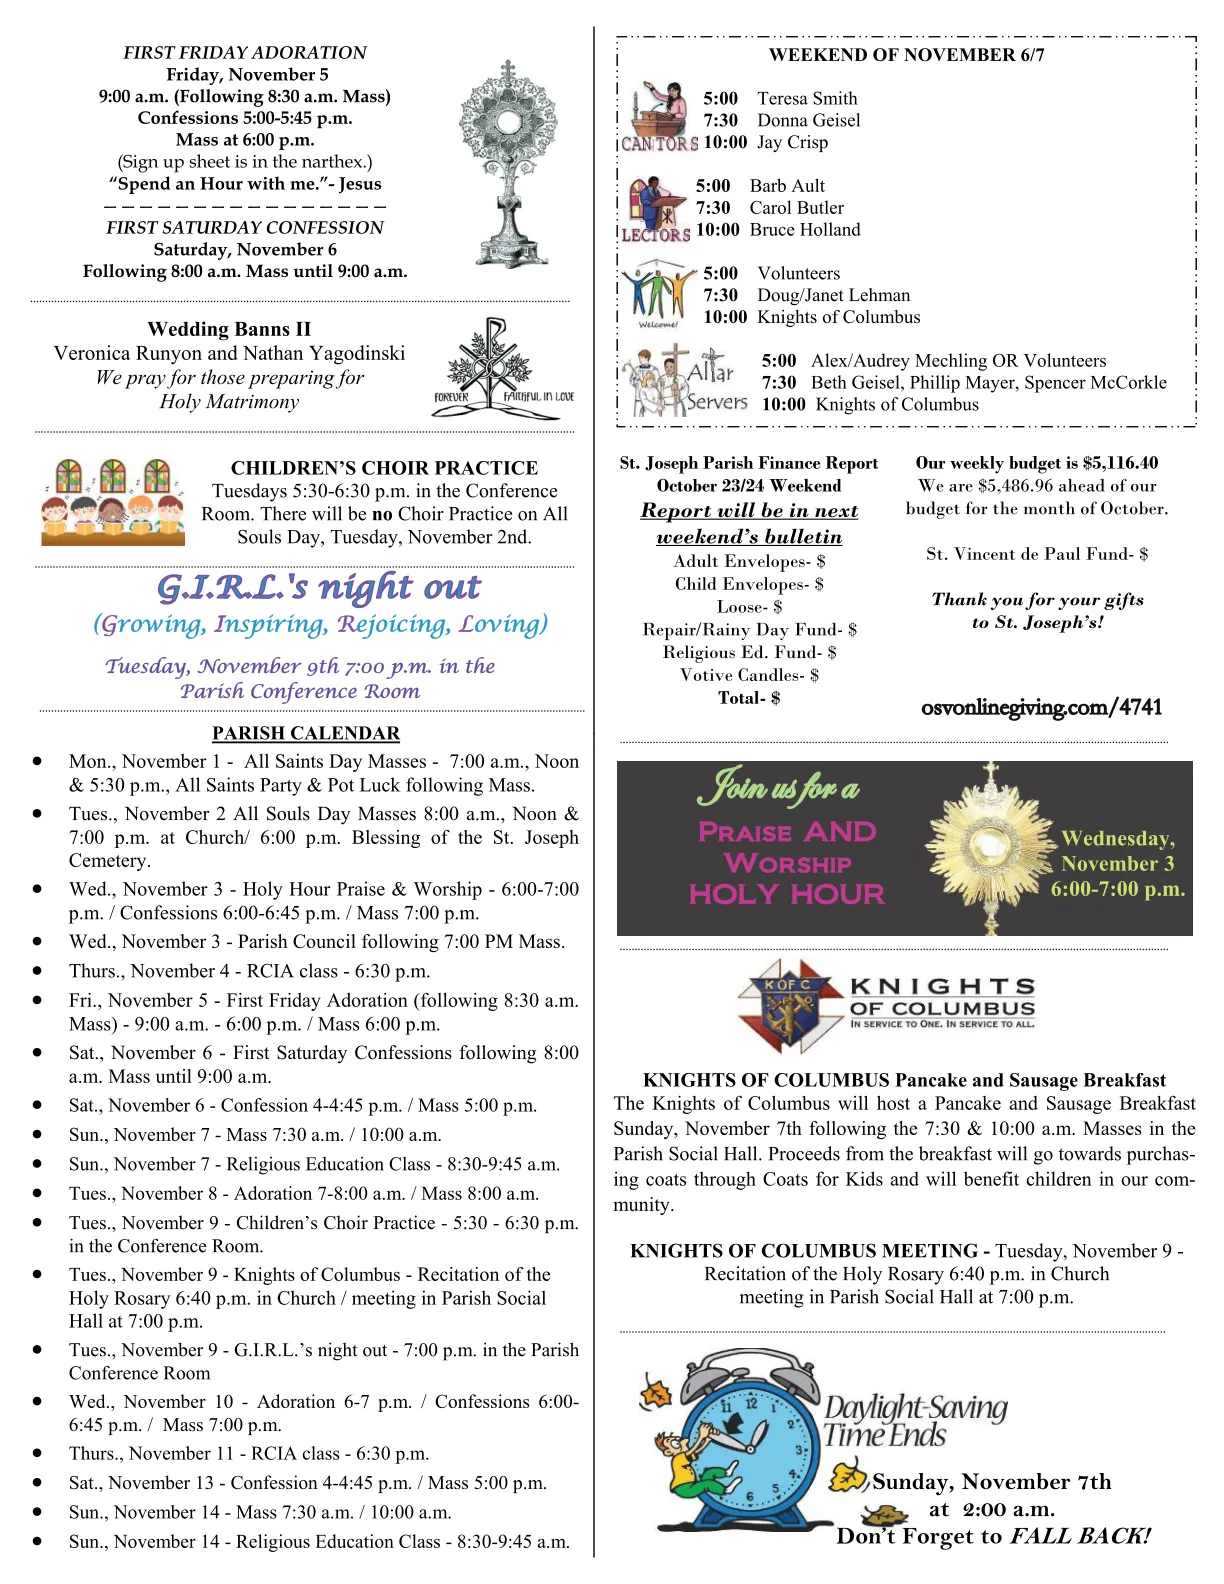 FIRST FRIDAY ADORATION
Friday, November 5
9:00 a.m. (Following 8:30 a.m. Mass)
Confessions 5:00-5:45 p.m.
Mass at 6:00 p.m.
(Sign up sheet is in the narthex.)
“Spend an Hour with me.”- Jesus
– – – – – – – – – – – – – – – –
FIRST SATURDAY CONFESSION
Saturday, November 6
Following 8:00 a.m. Mass until 9:00 a.m.
Wedding Banns II
Veronica Runyon and Nathan Yagodinski
We pray for those preparing for
Holy Matrimony
FOREVER FAITHFUL IN LOVE
CHILDREN’S CHOIR PRACTICE
Tuesdays 5:30-6:30 p.m. in the Conference
Room. There will be no Choir Practice on All
Souls Day, Tuesday, November 2nd.
G.I.R.L.'s night out
(Growing, Inspiring, Rejoicing, Loving)
Tuesday, November 9th 7:00 p.m. in the
Parish Conference Room
PARISH CALENDAR
• Mon., November 1 - All Saints Day Masses - 7:00 a.m., Noon
& 5:30 p.m., All Saints Party & Pot Luck following Mass.
• Tues., November 2 All Souls Day Masses 8:00 a.m., Noon &
7:00 p.m. at Church/ 6:00 p.m. Blessing of the St. Joseph
Cemetery.
• Wed., November 3 - Holy Hour Praise & Worship - 6:00-7:00
p.m. / Confessions 6:00-6:45 p.m. / Mass 7:00 p.m.
• Wed., November 3 - Parish Council following 7:00 PM Mass.
• Thurs., November 4 - RCIA class - 6:30 p.m.
• Fri., November 5 - First Friday Adoration (following 8:30 a.m.
Mass) - 9:00 a.m. - 6:00 p.m. / Mass 6:00 p.m.
• Sat., November 6 - First Saturday Confessions following 8:00
a.m. Mass until 9:00 a.m.
• Sat., November 6 - Confession 4-4:45 p.m. / Mass 5:00 p.m.
• Sun., November 7 - Mass 7:30 a.m. / 10:00 a.m.
• Sun., November 7 - Religious Education Class - 8:30-9:45 a.m.
• Tues., November 8 - Adoration 7-8:00 a.m. / Mass 8:00 a.m.
• Tues., November 9 - Children’s Choir Practice - 5:30 - 6:30 p.m.
in the Conference Room.
• Tues., November 9 - Knights of Columbus - Recitation of the
Holy Rosary 6:40 p.m. in Church / meeting in Parish Social
Hall at 7:00 p.m.
• Tues., November 9 - G.I.R.L.’s night out - 7:00 p.m. in the Parish
Conference Room
• Wed., November 10 - Adoration 6-7 p.m. / Confessions 6:00-
6:45 p.m. / Mass 7:00 p.m.
• Thurs., November 11 - RCIA class - 6:30 p.m.
• Sat., November 13 - Confession 4-4:45 p.m. / Mass 5:00 p.m.
• Sun., November 14 - Mass 7:30 a.m. / 10:00 a.m.
• Sun., November 14 - Religious Education Class - 8:30-9:45 a.m.
WEEKEND OF NOVEMBER 6/7
5:00 Teresa Smith
7:30 Donna Geisel
CANTORS 10:00 Jay Crisp
5:00 Barb Ault
7:30 Carol Butler
LECTORS 10:00 Bruce Holland
5:00 Volunteers
7:30 Doug/Janet Lehman
10:00 Knights of Columbus
Welcome!
5:00 Alex/Audrey Mechling OR Volunteers
Altar 7:30 Beth Geisel, Phillip Mayer, Spencer McCorkle
Servers 10:00 Knights of Columbus
St. Joseph Parish Finance Report
October 23/24 Weekend
Report will be in next
weekend’s bulletin
Adult Envelopes- $
Child Envelopes- $
Loose- $
Repair/Rainy Day Fund- $
Religious Ed. Fund- $
Votive Candles- $
Total- $
Our weekly budget is $5,116.40
We are $5,486.96 ahead of our
budget for the month of October.
St. Vincent de Paul Fund- $
Thank you for your gifts
to St. Joseph’s!
osvonlinegiving.com/4741
Join us for a
PRAISE AND
WORSHIP
HOLY HOUR
Wednesday,
November 3
6:00-7:00 p.m.
K OF C
KNIGHTS
OF COLUMBUS
IN SERVICE TO ONE. IN SERVICE TO ALL.
KNIGHTS OF COLUMBUS Pancake and Sausage Breakfast
The Knights of Columbus will host a Pancake and Sausage Breakfast
Sunday, November 7th following the 7:30 & 10:00 a.m. Masses in the
Parish Social Hall. Proceeds from the breakfast will go towards purchas-
ing coats through Coats for Kids and will benefit children in our com-
munity.
KNIGHTS OF COLUMBUS MEETING - Tuesday, November 9 -
Recitation of the Holy Rosary 6:40 p.m. in Church
meeting in Parish Social Hall at 7:00 p.m.
11 12 1
2
3
4
5
6
Daylight-Saving
Time Ends
Sunday, November 7th
at 2:00 a.m.
Don’t Forget to FALL BACK!